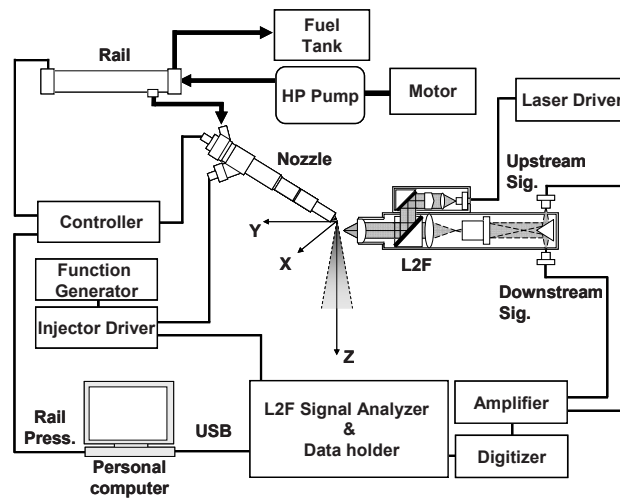 Fuel
Tank
Rail
HP Pump
Motor
Laser Driver
Nozzle
Upstream
Sig.
Controller
Y
X
L2F
Function
Generator
Downstream
Sig.
Injector Driver
Z
Rail
Press.
USB
L2F Signal Analyzer
&
Data holder
Amplifier
Digitizer
Personal
computer